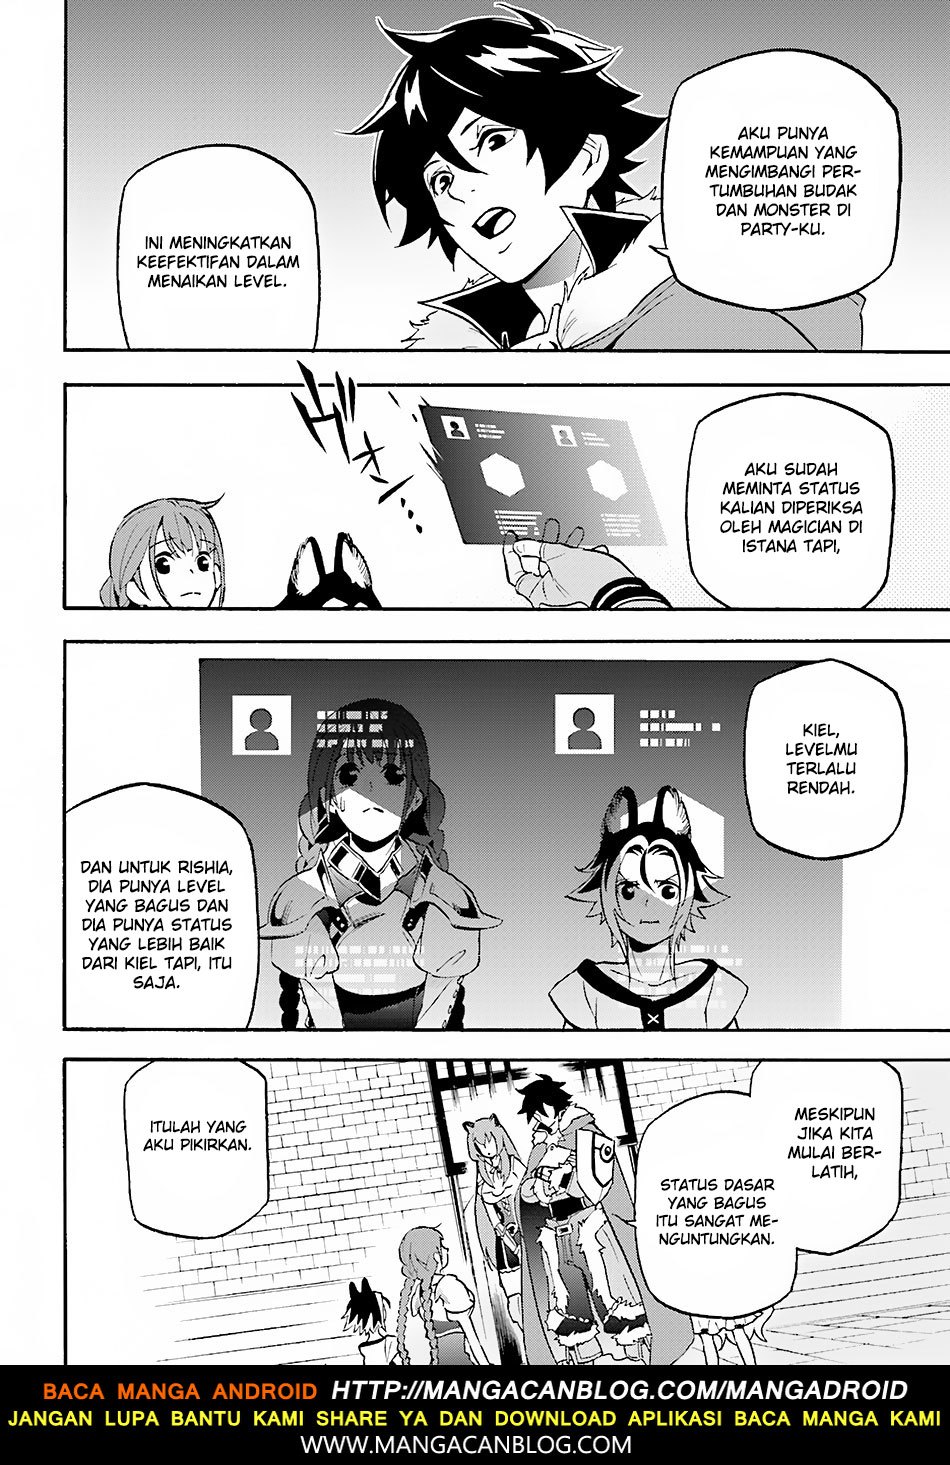 AKU PUNYA
KEMAMPUAN YANG
MENGIMBANGI PER-
TUMBUHAN BUDAK
DAN MONSTER DI
PARTY-KU.
INI MENINGKATKAN
KEEFEKTIFAN DALAM
MENAIKAN LEVEL.
AKU SUDAH
MEMINTA STATUS
KALIAN DIPERIKSA
OLEH MAGICIAN DI
ISTANA TAPI,
KIEL,
LEVELMU
TERLALU
RENDAH.
DAN UNTUK RISHIA,
DIA PUNYA LEVEL
YANG BAGUS DAN
DIA PUNYA STATUS
YANG LEBIH BAIK
DARI KIEL TAPI, ITU
SAJA.
MESKIPUN
JIKA KITA
MULAI BER-
LATIH,
STATUS DASAR
YANG BAGUS
ITU SANGAT ME-
NGUNTUNGKAN.
ITULAH YANG
AKU PIKIRKAN.
BACA MANGA ANDROID HTTP://MANGACANBLOG.COM/MANGADROID
JANGAN LUPA BANTU KAMI SHARE YA DAN DOWNLOAD APLIKASI BACA MANGA KAMI
WWW.MANGACANBLOG.COM